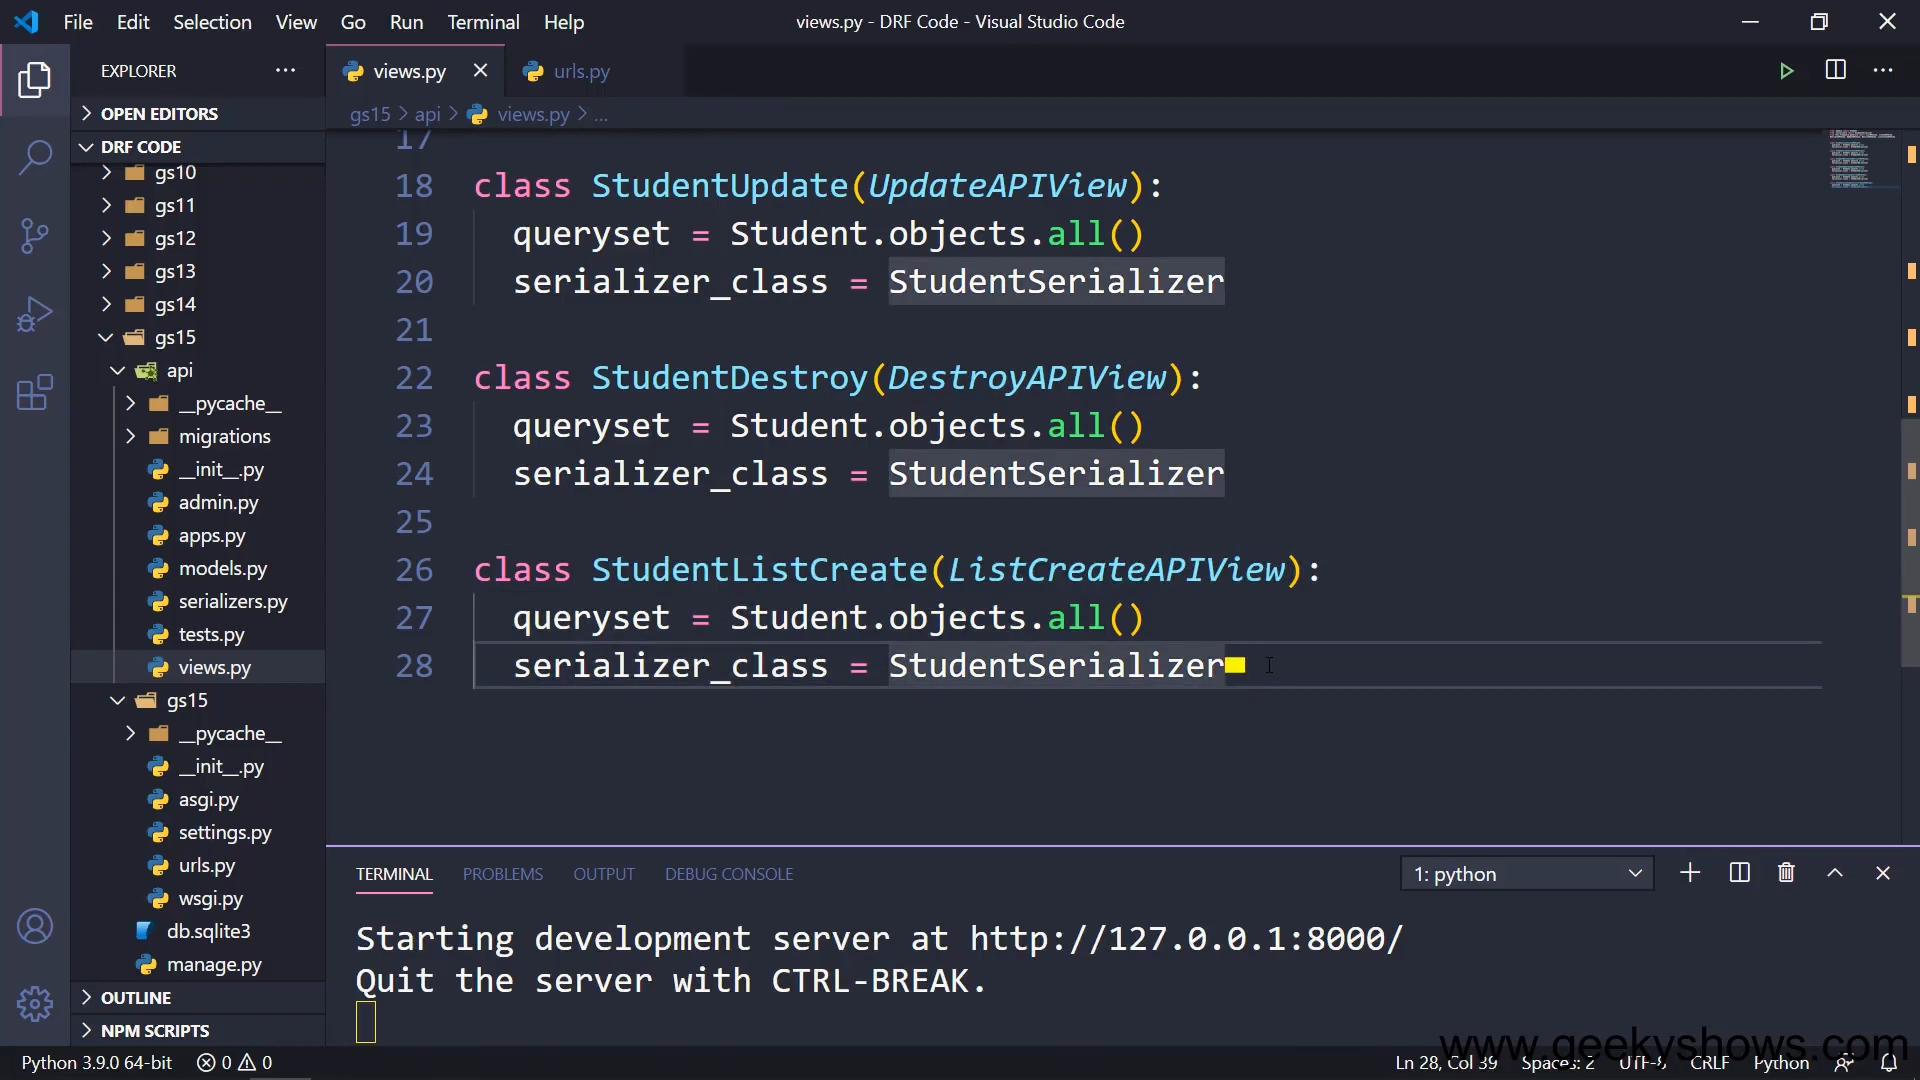 File Edit Selection View Go Run Terminal Help
views.py - DRF Code - Visual Studio Code
EXPLORER
OPEN EDITORS
DRF CODE
gs10
gs11
gs12
gs13
gs14
gs15
api
__pycache__
migrations
__init__.py
admin.py
apps.py
models.py
serializers.py
tests.py
views.py
gs15
__pycache__
__init__.py
asgi.py
settings.py
urls.py
wsgi.py
db.sqlite3
manage.py
OUTLINE
NPM SCRIPTS
views.py urls.py
gs15 > api > views.py > ...
17
18 class StudentUpdate(UpdateAPIView):
19 queryset = Student.objects.all()
20 serializer_class = StudentSerializer
21
22 class StudentDestroy(DestroyAPIView):
23 queryset = Student.objects.all()
24 serializer_class = StudentSerializer
25
26 class StudentListCreate(ListCreateAPIView):
27 queryset = Student.objects.all()
28 serializer_class = StudentSerializer
TERMINAL PROBLEMS OUTPUT DEBUG CONSOLE
1: python
Starting development server at http://127.0.0.1:8000/
Quit the server with CTRL-BREAK.
www.geekyshows.com
Python 3.9.0 64-bit 0 0
Ln 28, Col 39 Spaces: 2 UTF-8 CRLF Python